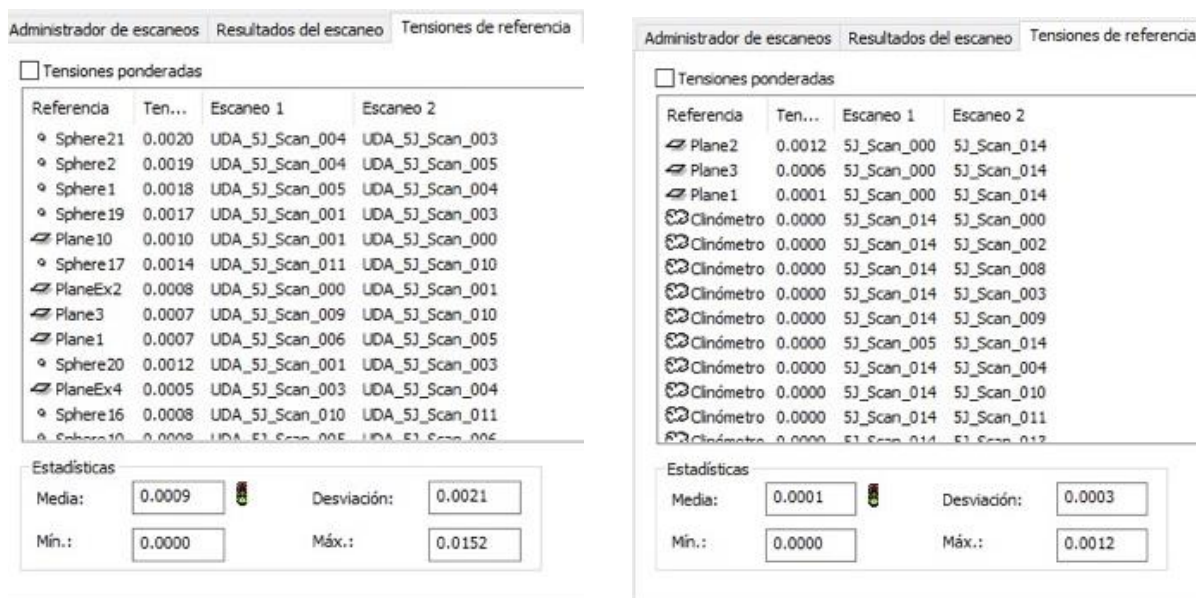 Administrador de escaneos Resultados del escaneo Tensiones de referencia
Tensiones ponderadas
Referencia Ten... Escaneo 1 Escaneo 2
Sphere21 0.0020 UDA_5J_Scan_004 UDA_5J_Scan_003
Sphere2 0.0019 UDA_5J_Scan_004 UDA_5J_Scan_005
Sphere1 0.0018 UDA_5J_Scan_005 UDA_5J_Scan_004
Sphere19 0.0017 UDA_5J_Scan_001 UDA_5J_Scan_003
Plane10 0.0010 UDA_5J_Scan_001 UDA_5J_Scan_000
Sphere17 0.0014 UDA_5J_Scan_011 UDA_5J_Scan_010
PlaneEx2 0.0008 UDA_5J_Scan_000 UDA_5J_Scan_001
Plane3 0.0007 UDA_5J_Scan_009 UDA_5J_Scan_010
Plane1 0.0007 UDA_5J_Scan_006 UDA_5J_Scan_005
Sphere20 0.0012 UDA_5J_Scan_001 UDA_5J_Scan_003
PlaneEx4 0.0005 UDA_5J_Scan_003 UDA_5J_Scan_004
Sphere16 0.0008 UDA_5J_Scan_010 UDA_5J_Scan_011
Estadísticas
Media: 0.0009 Desviación: 0.0021
Mín.: 0.0000 Máx.: 0.0152
Administrador de escaneos Resultados del escaneo Tensiones de referencia
Tensiones ponderadas
Referencia Ten... Escaneo 1 Escaneo 2
Plane2 0.0012 5J_Scan_000 5J_Scan_014
Plane3 0.0006 5J_Scan_000 5J_Scan_014
Plane1 0.0001 5J_Scan_000 5J_Scan_014
Clinómetro 0.0000 5J_Scan_014 5J_Scan_000
Clinómetro 0.0000 5J_Scan_014 5J_Scan_002
Clinómetro 0.0000 5J_Scan_014 5J_Scan_008
Clinómetro 0.0000 5J_Scan_014 5J_Scan_003
Clinómetro 0.0000 5J_Scan_014 5J_Scan_009
Clinómetro 0.0000 5J_Scan_005 5J_Scan_014
Clinómetro 0.0000 5J_Scan_014 5J_Scan_004
Clinómetro 0.0000 5J_Scan_014 5J_Scan_010
Clinómetro 0.0000 5J_Scan_014 5J_Scan_011
Estadísticas
Media: 0.0001 Desviación: 0.0003
Mín.: 0.0000 Máx.: 0.0012